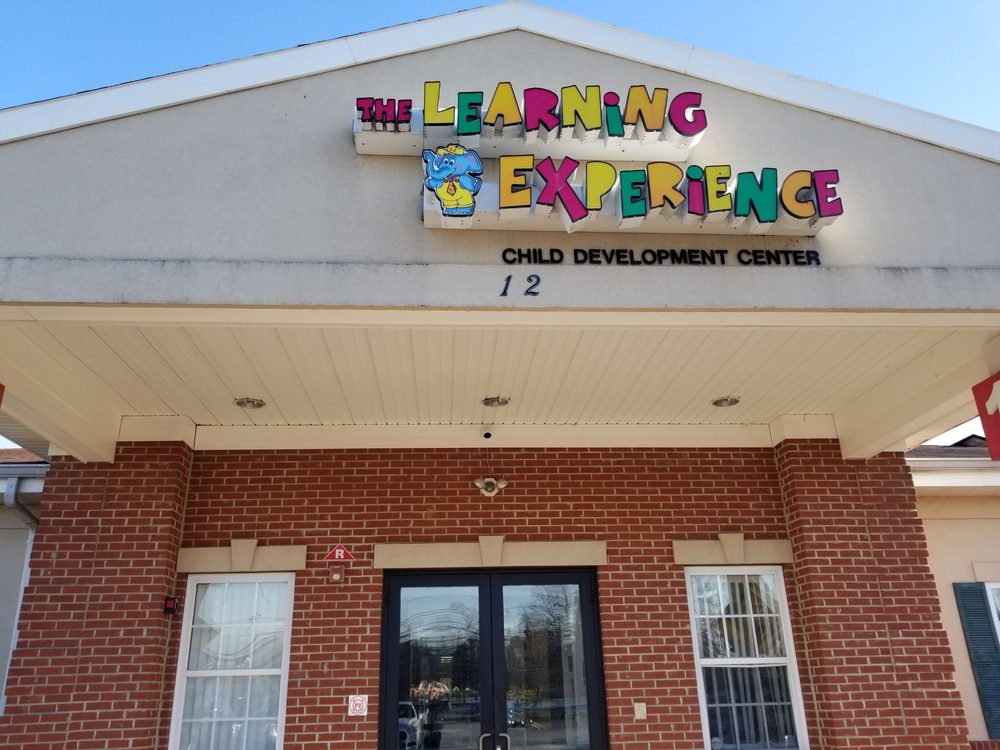 THE LEARNING
EXPERIENCE
CHILD DEVELOPMENT CENTER
12
R